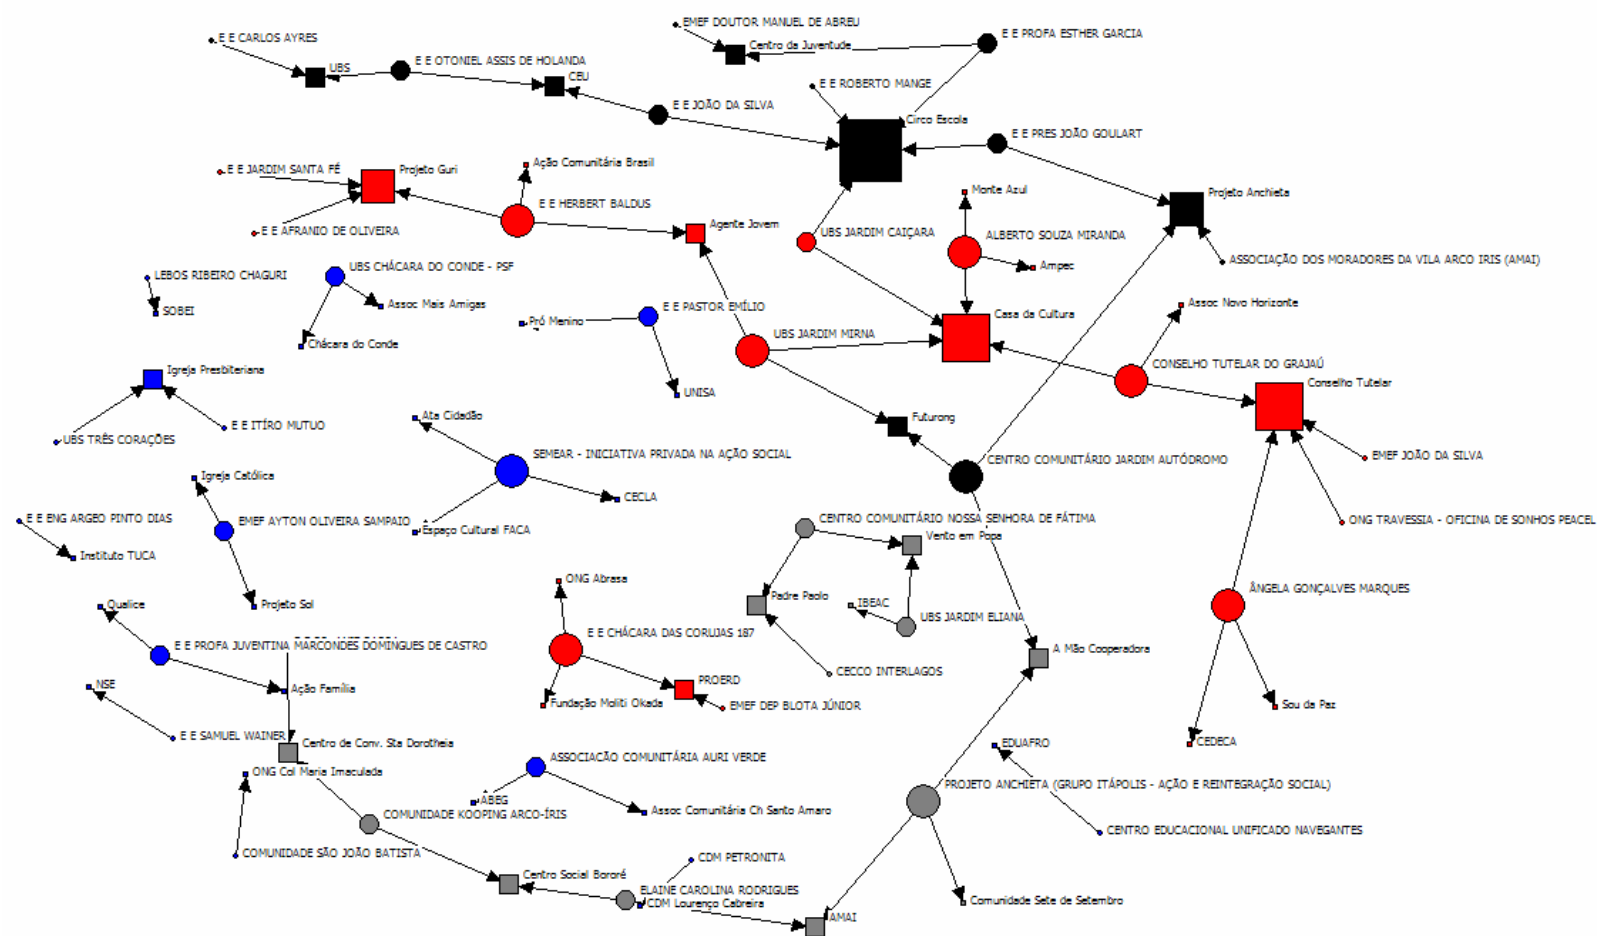 EMEF DOUTOR MANUEL DE ABREU
E E CARLOS AYRES
E E PROFA ESTHER GARCIA
Centro da Juventude
E E OTONIEL ASSIS DE HOLANDA
UBS
CEU
E E ROBERTO MANGE
E E JOÃO DA SILVA
Circo Escola
E E PRES JOÃO GOULART
Ação Comunitária Brasil
E E JARDIM SANTA FÉ
Projeto Guri
Monte Azul
Projeto Anchieta
E E HERBERT BALDUS
Agente Jovem
E E AFRANIO DE OLIVEIRA
UBS JARDIM CAIÇARA
ALBERTO SOUZA MIRANDA
ASSOCIAÇÃO DOS MORADORES DA VILA ARCO IRIS (AMAI)
Ampec
UBS CHÁCARA DO CONDE - PSF
LEBOS RIBEIRO CHAGURI
Assoc Mais Amigas
Assoc Novo Horizonte
SOBEI
E E PASTOR EMÍLIO
Casa da Cultura
Pró Menino
UBS JARDIM MIRNA
Chácara do Conde
CONSELHO TUTELAR DO GRAJAÚ
Igreja Presbiteriana
Conselho Tutelar
UNISA
Ata Cidadão
Futurong
E E ITÍRO MUTUO
UBS TRÊS CORAÇÕES
SEMEAR - INICIATIVA PRIVADA NA AÇÃO SOCIAL
CENTRO COMUNITÁRIO JARDIM AUTÓDROMO
EMEF JOÃO DA SILVA
Igreja Católica
CECLA
E E ENG ARGEO PINTO DIAS
EMEF AYTON OLIVEIRA SAMPAIO
CENTRO COMUNITÁRIO NOSSA SENHORA DE FÁTIMA
ONG TRAVESSIA - OFICINA DE SONHOS PEACEL
Espaço Cultural FACA
Vento em Popa
Instituto TUCA
ONG Abrasa
ÂNGELA GONÇALVES MARQUES
Padre Paolo
IBEAC
Qualice
Projeto Sol
UBS JARDIM ELIANA
E E CHÁCARA DAS CORUJAS 187
E E PROFA JUVENTINA MARCONDES DOMINGUES DE CASTRO
A Mão Cooperadora
CECCO INTERLAGOS
PROERD
NSE
Ação Família
Fundação Moliti Okada
EMEF DEP BLOTA JÚNIOR
Sou da Paz
E E SAMUEL WAINER
Centro de Conv. Sta Dorotheia
EDUAFRO
CEDECA
ASSOCIAÇÃO COMUNITÁRIA AURI VERDE
ONG Col Maria Imaculada
PROJETO ANCHIETA (GRUPO ITÁPOLIS - AÇÃO E REINTEGRAÇÃO SOCIAL)
ABEG
Assoc Comunitária Ch Santo Amaro
COMUNIDADE KOOPING ARCO-ÍRIS
CENTRO EDUCACIONAL UNIFICADO NAVEGANTES
COMUNIDADE SÃO JOÃO BATISTA
CDM PETRONITA
Centro Social Bororé
ELAINE CAROLINA RODRIGUES
CDM Lourenço Cabreira
Comunidade Sete de Setembro
AMAI